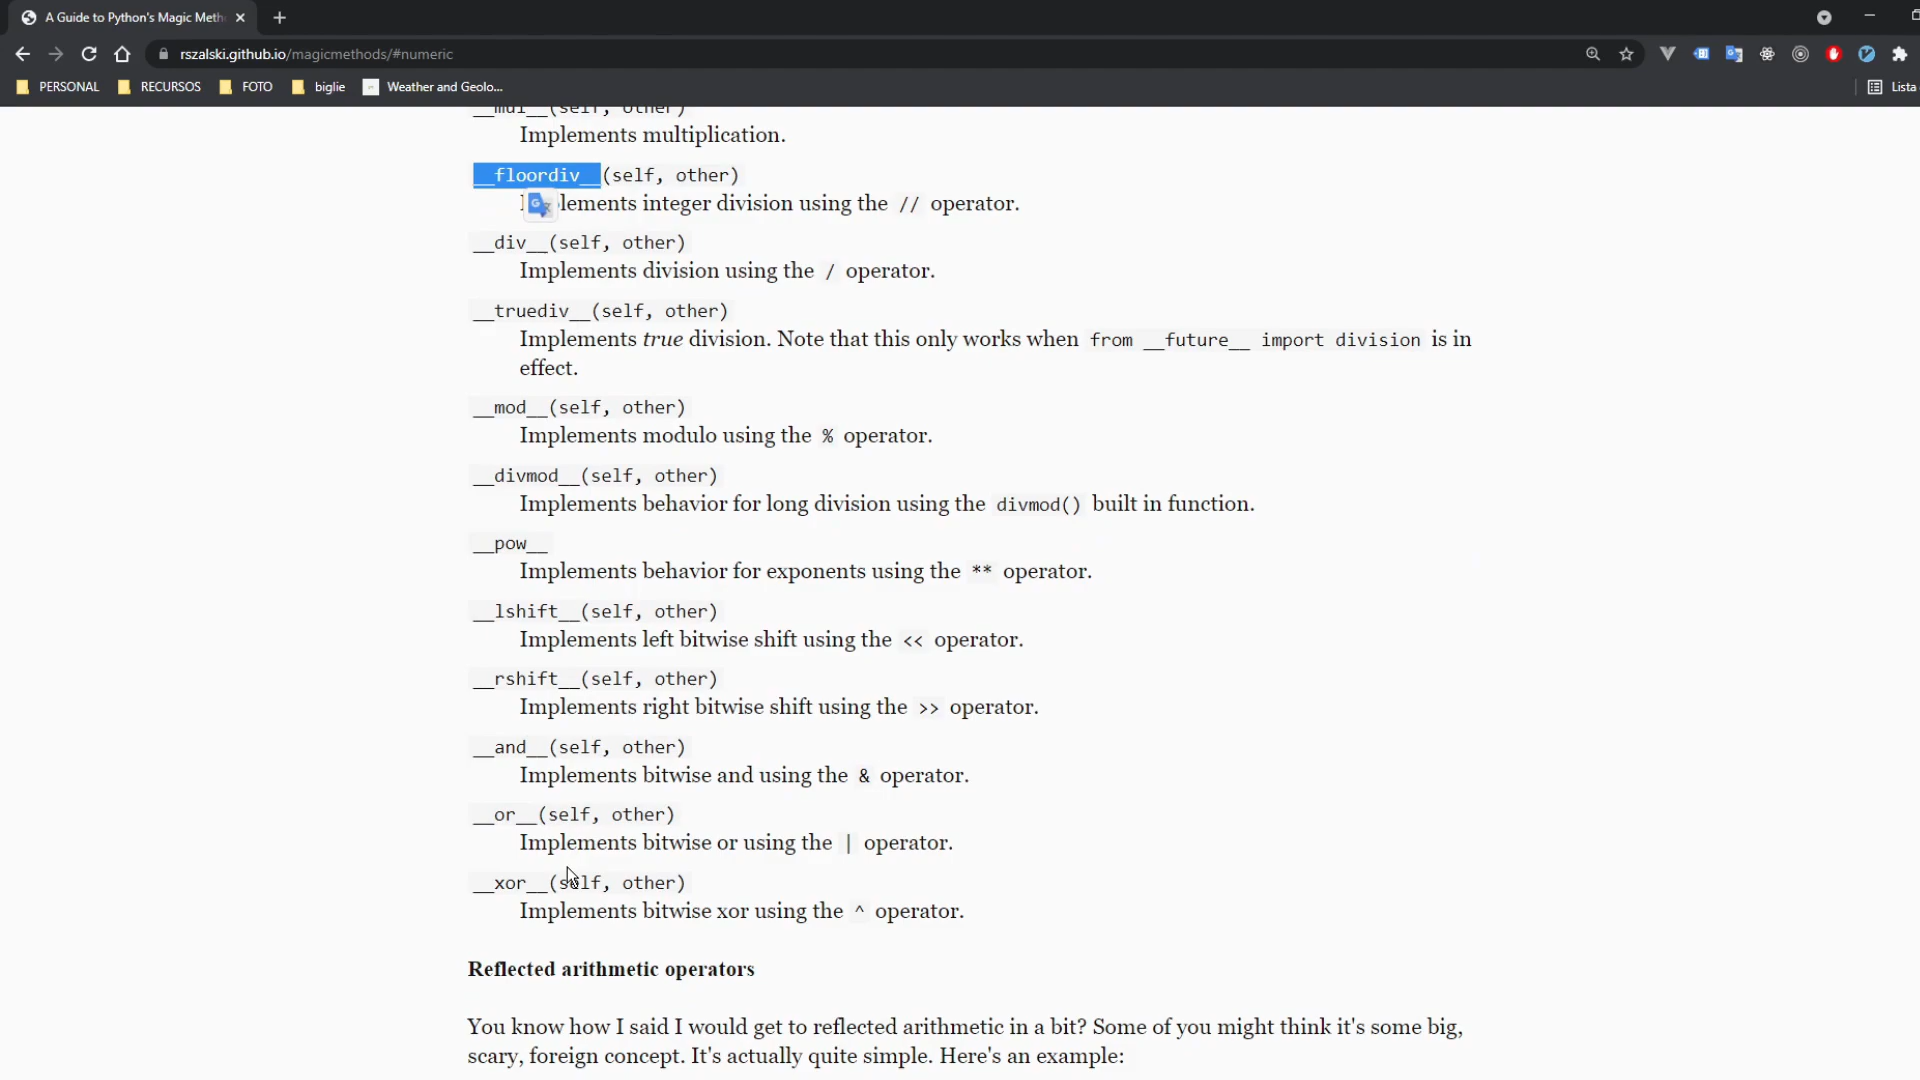 A Guide to Python's Magic Meth
rszalski.github.io/magicmethods/#numeric
PERSONAL RECURSOS FOTO biglie Weather and Geolo... Lista
__mul__(self, other)
Implements multiplication.
__floordiv__(self, other)
lements integer division using the // operator.
__div__(self, other)
Implements division using the / operator.
__truediv__(self, other)
Implements true division. Note that this only works when from __future__ import division is in
effect.
__mod__(self, other)
Implements modulo using the % operator.
__divmod__(self, other)
Implements behavior for long division using the divmod() built in function.
__pow__
Implements behavior for exponents using the ** operator.
__lshift__(self, other)
Implements left bitwise shift using the << operator.
__rshift__(self, other)
Implements right bitwise shift using the >> operator.
__and__(self, other)
Implements bitwise and using the & operator.
__or__(self, other)
Implements bitwise or using the | operator.
__xor__(self, other)
Implements bitwise xor using the ^ operator.
Reflected arithmetic operators
You know how I said I would get to reflected arithmetic in a bit? Some of you might think it's some big,
scary, foreign concept. It's actually quite simple. Here's an example: